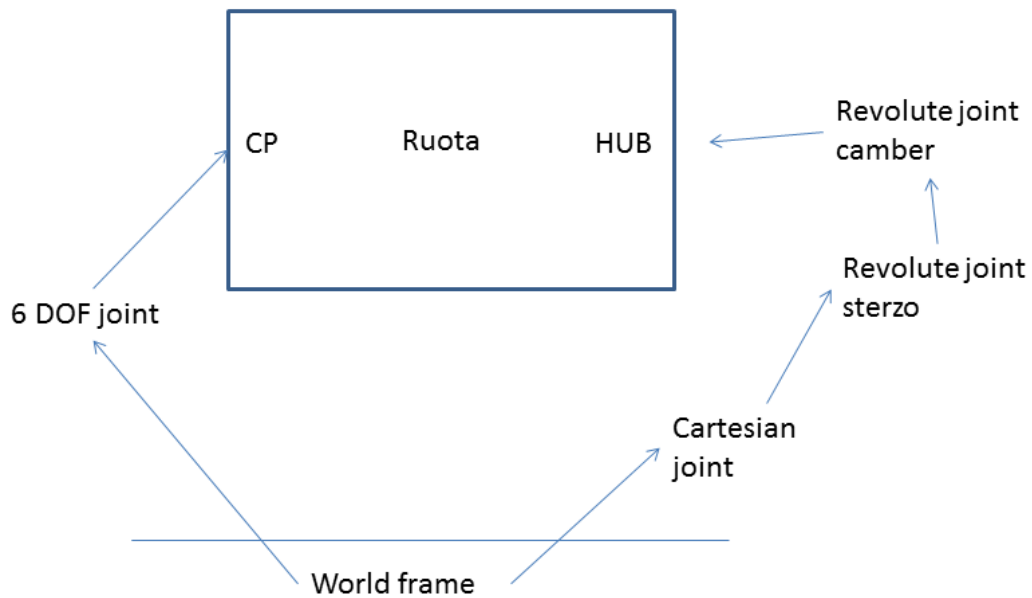 CP Ruota HUB
Revolute joint
camber
Revolute joint
sterzo
6 DOF joint
Cartesian
joint
World frame